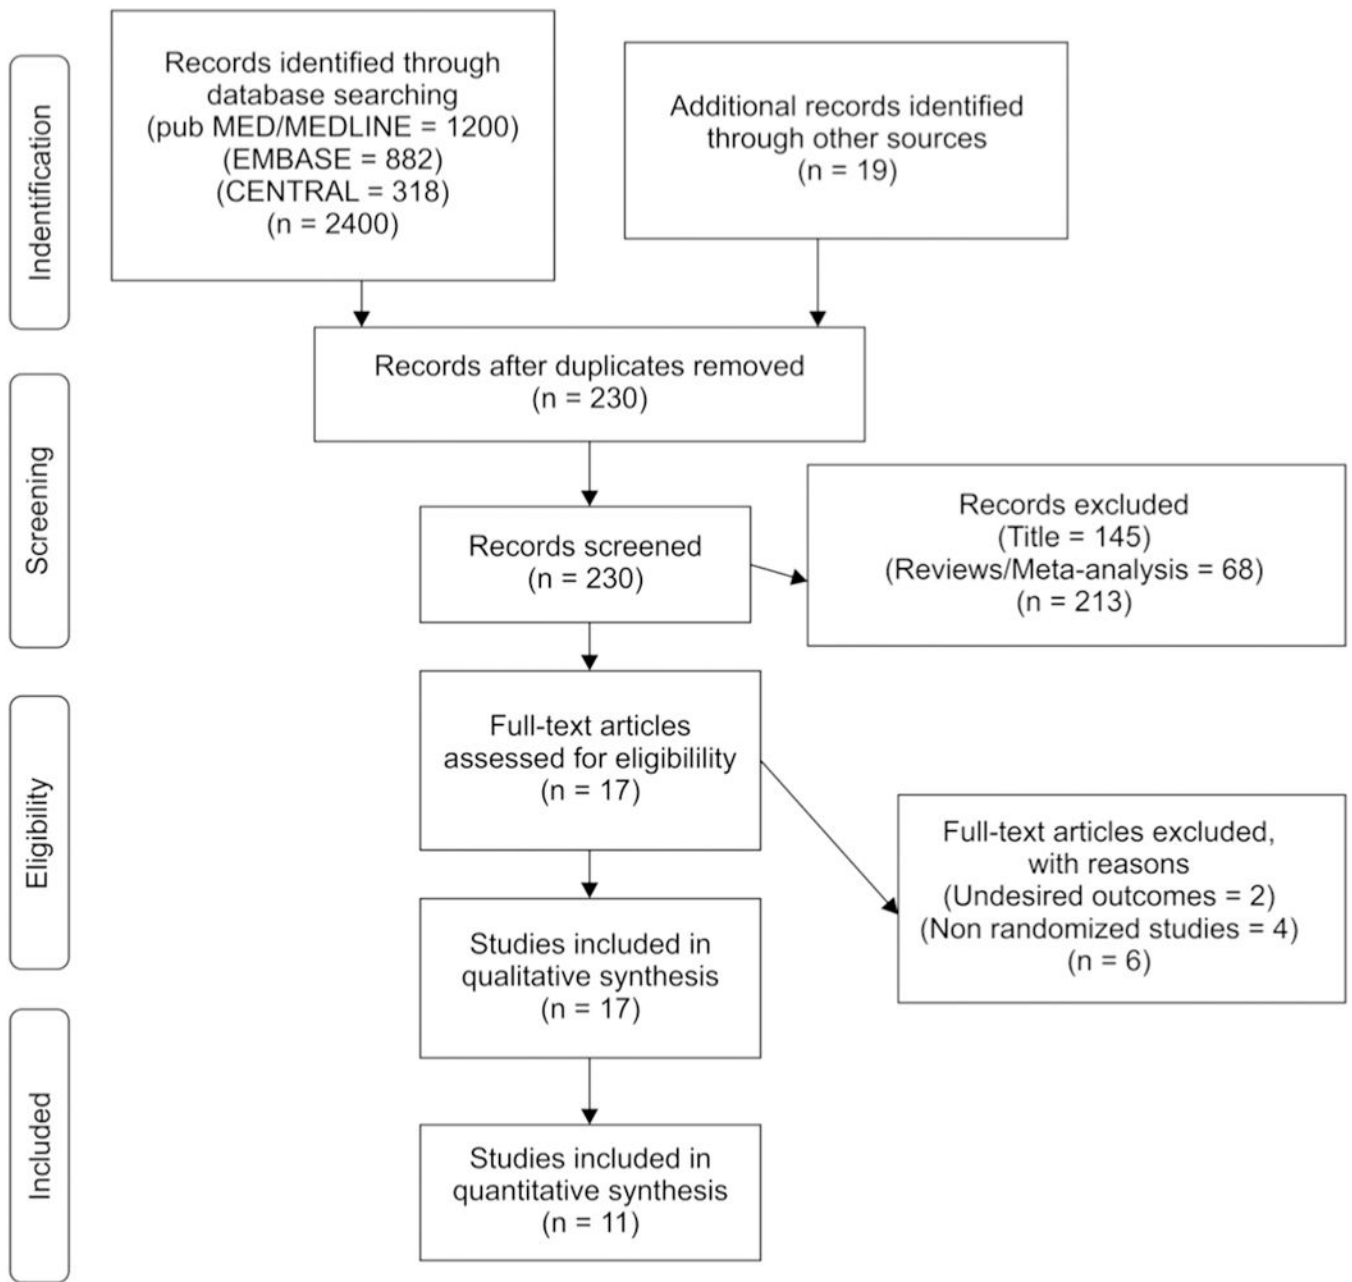 Indentification
Records identified through
database searching
(pub MED/MEDLINE = 1200)
(EMBASE = 882)
(CENTRAL = 318)
(n = 2400)
Additional records identified
through other sources
(n = 19)
Records after duplicates removed
(n = 230)
Screening
Records screened
(n = 230)
Records excluded
(Title = 145)
(Reviews/Meta-analysis = 68)
(n = 213)
Eligibility
Full-text articles
assessed for eligibilility
(n = 17)
Full-text articles excluded,
with reasons
(Undesired outcomes = 2)
(Non randomized studies = 4)
(n = 6)
Studies included in
qualitative synthesis
(n = 17)
Included
Studies included in
quantitative synthesis
(n = 11)